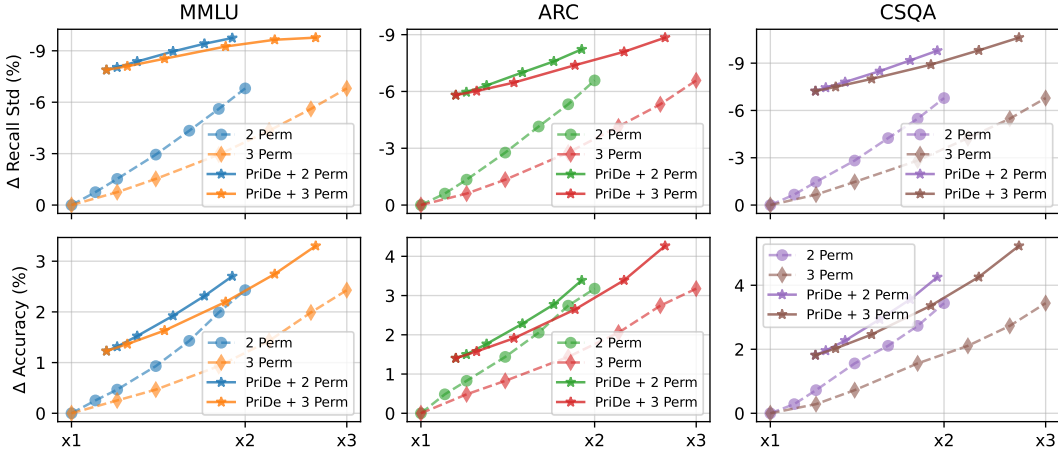 MMLU
ARC
CSQA
Δ Recall Std (%)
-9
-6
-3
0
2 Perm
3 Perm
PriDe + 2 Perm
PriDe + 3 Perm
-9
-6
-3
0
2 Perm
3 Perm
PriDe + 2 Perm
PriDe + 3 Perm
-9
-6
-3
0
2 Perm
3 Perm
PriDe + 2 Perm
PriDe + 3 Perm
Δ Accuracy (%)
3
2
1
0
2 Perm
3 Perm
PriDe + 2 Perm
PriDe + 3 Perm
x1 x2 x3
4
3
2
1
0
2 Perm
3 Perm
PriDe + 2 Perm
PriDe + 3 Perm
x1 x2 x3
4
2
0
2 Perm
3 Perm
PriDe + 2 Perm
PriDe + 3 Perm
x1 x2 x3